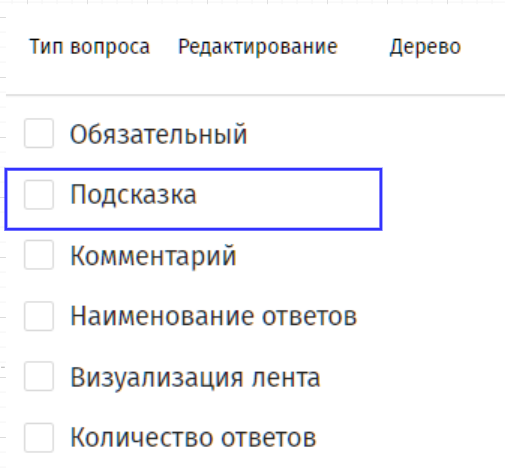 Тип вопроса Редактирование Дерево
Обязательный
Подсказка
Комментарий
Наименование ответов
Визуализация лента
Количество ответов